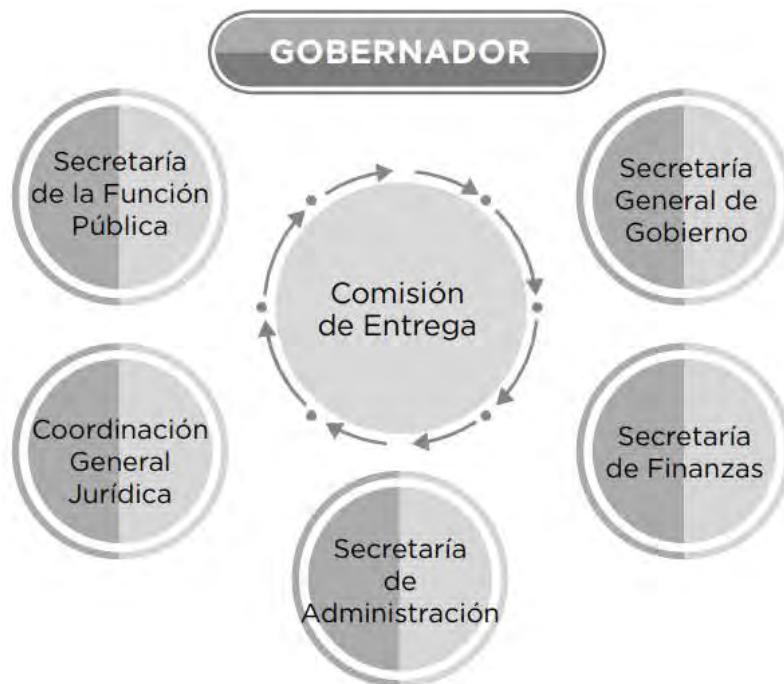 GOBERNADOR
Secretaría
de la Función
Pública
Secretaría
General de
Gobierno
Comisión
de Entrega
Coordinación
General
Jurídica
Secretaría
de Finanzas
Secretaría
de
Administración